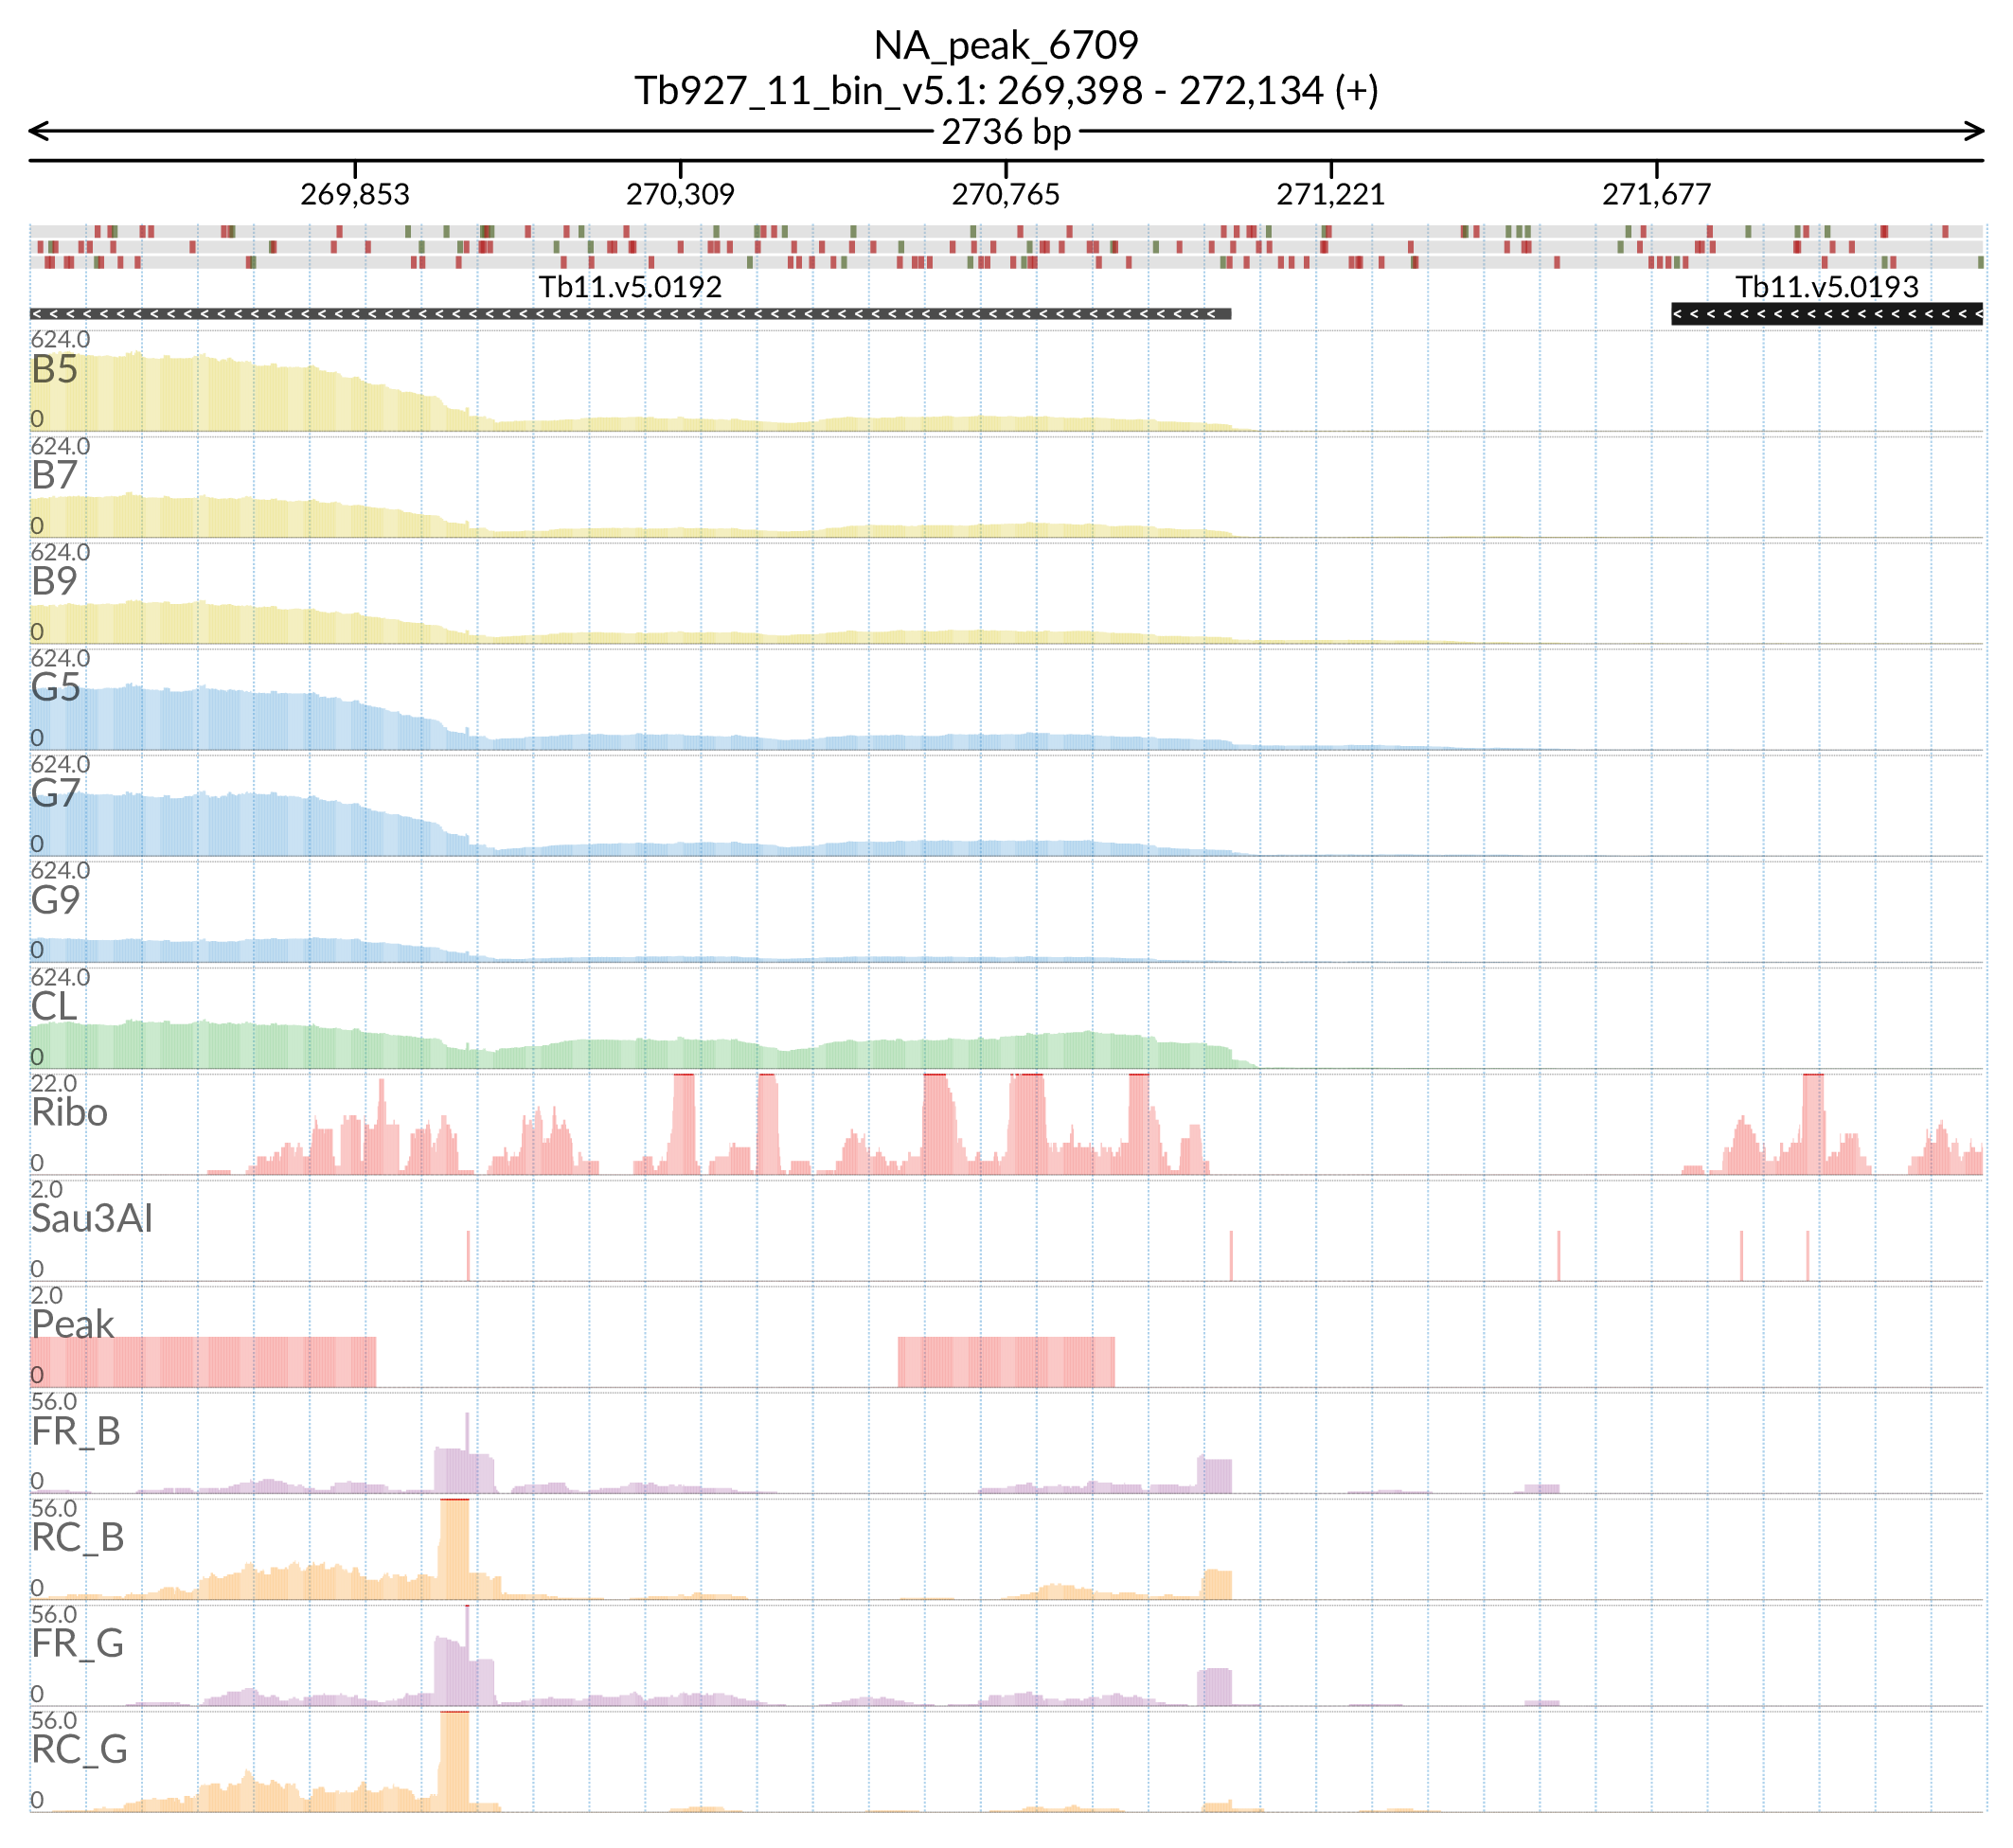 NA_peak_6709
Tb927_11_bin_v5.1: 269,398 - 272,134 (+)
2736 bp
269,853 270,309 270,765 271,221 271,677
Tb11.v5.0192 Tb11.v5.0193
624.0
B5
0
624.0
B7
0
624.0
B9
0
624.0
G5
0
624.0
G7
0
624.0
G9
0
624.0
CL
0
22.0
Ribo
0
2.0
Sau3AI
0
2.0
Peak
0
56.0
FR_B
0
56.0
RC_B
0
56.0
FR_G
0
56.0
RC_G
0